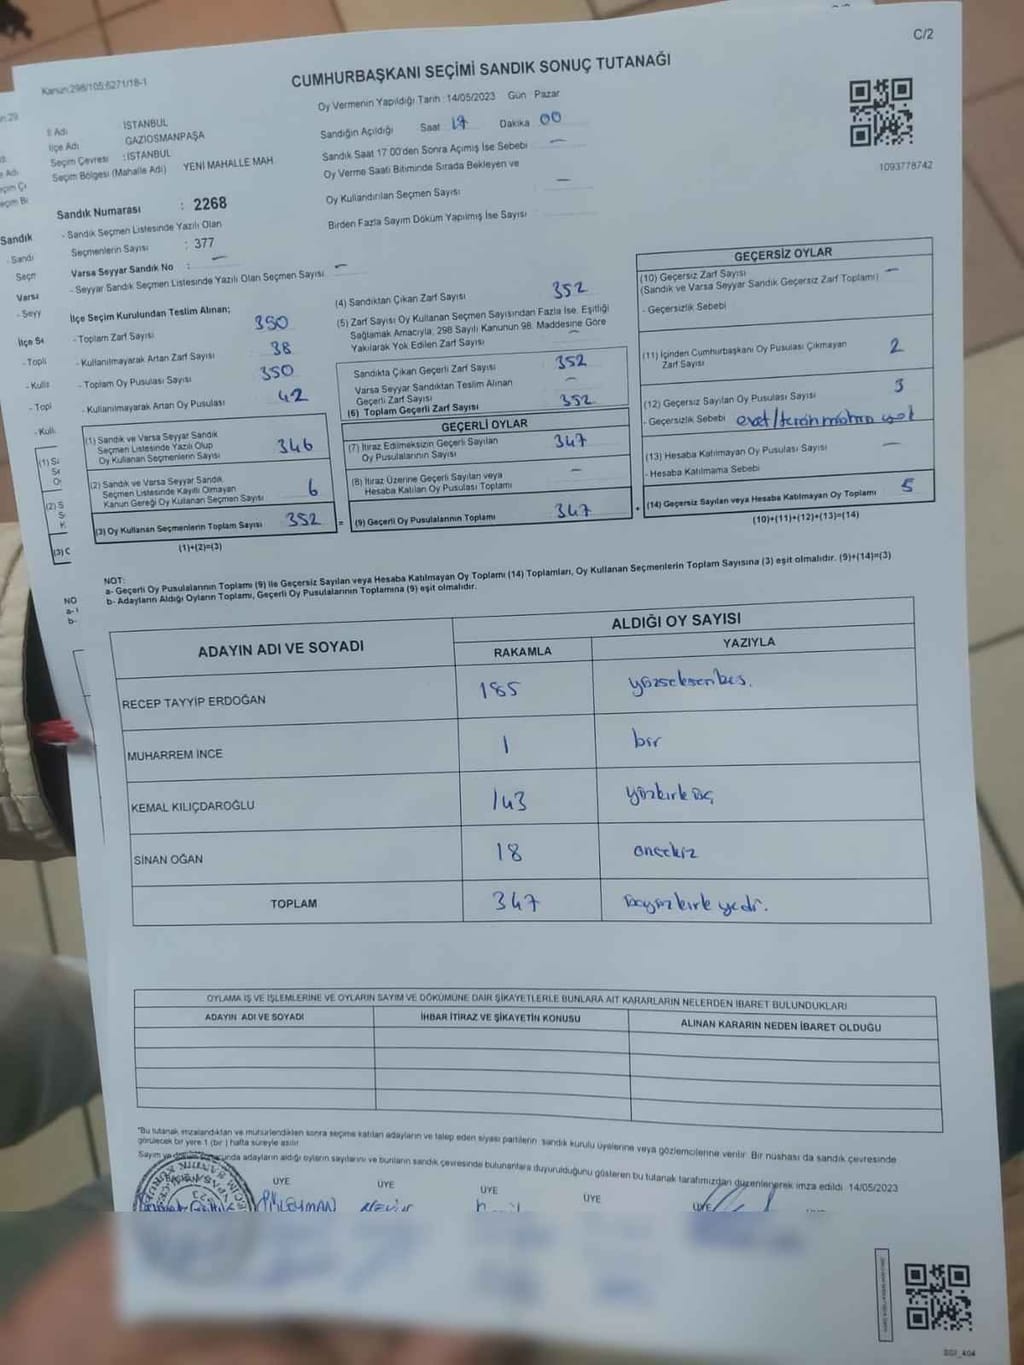 C/2
Kanun:298/105;6271/18-1
CUMHURBAŞKANI SEÇİMİ SANDIK SONUÇ TUTANAĞI
Oy Vermenin Yapıldığı Tarih : 14/05/2023 Gün Pazar
İl Adı İSTANBUL
İlçe Adı GAZİOSMANPAŞA
Seçim Çevresi : İSTANBUL
Seçim Bölgesi (Mahalle Adı) YENİ MAHALLE MAH.
Sandığın Açıldığı Saat 17 Dakika 00
Sandık Saat 17:00'den Sonra Açımış İse Sebebi —
Oy Verme Saati Bitiminde Sırada Bekleyen ve
Oy Kullandırılan Seçmen Sayısı —
Birden Fazla Sayım Döküm Yapılmış İse Sayısı
1093778742
Sandık Numarası : 2268
- Sandık Seçmen Listesinde Yazılı Olan
Seçmenlerin Sayısı : 377
Varsa Seyyar Sandık No : —
- Seyyar Sandık Seçmen Listesinde Yazılı Olan Seçmen Sayısı —
İlçe Seçim Kurulundan Teslim Alınan;
- Toplam Zarf Sayısı 350
- Kullanılmayarak Artan Zarf Sayısı 38
- Toplam Oy Pusulası Sayısı 350
- Kullanılmayarak Artan Oy Pusulası 42
(1) Sandık ve Varsa Seyyar Sandık
Seçmen Listesinde Yazılı Olup
Oy Kullanan Seçmenlerin Sayısı 346
(2) Sandık ve Varsa Seyyar Sandık
Seçmen Listesinde Kayıtlı Olmayan
Kanun Gereği Oy Kullanan Seçmen Sayısı 6
(3) Oy Kullanan Seçmenlerin Toplam Sayısı 352
(1)+(2)=(3)
(4) Sandıktan Çıkan Zarf Sayısı 352
(5) Zarf Sayısı Oy Kullanan Seçmen Sayısından Fazla İse, Eşitliği
Sağlamak Amacıyla, 298 Sayılı Kanunun 98. Maddesine Göre
Yakılarak Yok Edilen Zarf Sayısı —
Sandıkta Çıkan Geçerli Zarf Sayısı 352
Varsa Seyyar Sandıktan Teslim Alınan
Geçerli Zarf Sayısı —
(6) Toplam Geçerli Zarf Sayısı 352
GEÇERLİ OYLAR
(7) İtiraz Edilmeksizin Geçerli Sayılan
Oy Pusulalarının Sayısı 347
(8) İtiraz Üzerine Geçerli Sayılan veya
Hesaba Katılan Oy Pusulası Toplamı —
= (9) Geçerli Oy Pusulalarının Toplamı 347
GEÇERSİZ OYLAR
(10) Geçersiz Zarf Sayısı
(Sandık ve Varsa Seyyar Sandık Geçersiz Zarf Toplamı) —
- Geçersizlik Sebebi
(11) İçinden Cumhurbaşkanı Oy Pusulası Çıkmayan
Zarf Sayısı 2
(12) Geçersiz Sayılan Oy Pusulası Sayısı 3
- Geçersizlik Sebebi evet/tercih mührü yok
(13) Hesaba Katılmayan Oy Pusulası Sayısı —
- Hesaba Katılmama Sebebi
+ (14) Geçersiz Sayılan veya Hesaba Katılmayan Oy Toplamı 5
(10)+(11)+(12)+(13)=(14)
NOT:
a- Geçerli Oy Pusulalarının Toplamı (9) ile Geçersiz Sayılan veya Hesaba Katılmayan Oy Toplamı (14) Toplamları, Oy Kullanan Seçmenlerin Toplam Sayısına (3) eşit olmalıdır. (9)+(14)=(3)
b- Adayların Aldığı Oyların Toplamı, Geçerli Oy Pusulalarının Toplamına (9) eşit olmalıdır.
ADAYIN ADI VE SOYADI
ALDIĞI OY SAYISI
RAKAMLA YAZIYLA
RECEP TAYYİP ERDOĞAN 185 yüzseksenbeş.
MUHARREM İNCE 1 bir
KEMAL KILIÇDAROĞLU 143 yüzkırküç
SİNAN OĞAN 18 onsekiz
TOPLAM 347 üçyüzkırkyedi.
OYLAMA İŞ VE İŞLEMLERİNE VE OYLARIN SAYIM VE DÖKÜMÜNE DAİR ŞİKAYETLERLE BUNLARA AİT KARARLARIN NELERDEN İBARET BULUNDUKLARI
ADAYIN ADI VE SOYADI İHBAR İTİRAZ VE ŞİKAYETİN KONUSU ALINAN KARARIN NEDEN İBARET OLDUĞU
*Bu tutanak imzalandıktan ve mühürlendikten sonra seçime katılan adayların ve talep eden siyasi partilerin sandık kurulu üyelerine veya gözlemcilerine verilir. Bir nüshası da sandık çevresinde
görülecek bir yere 1 (bir) hafta süreyle asılır.
adayların aldığı oyların sayılarını ve bunların sandık çevresinde bulunanlara duyurulduğunu gösteren bu tutanak tarafımızdan düzenlenerek imza edildi. 14/05/2023
ÜYE ÜYE ÜYE ÜYE ÜYE